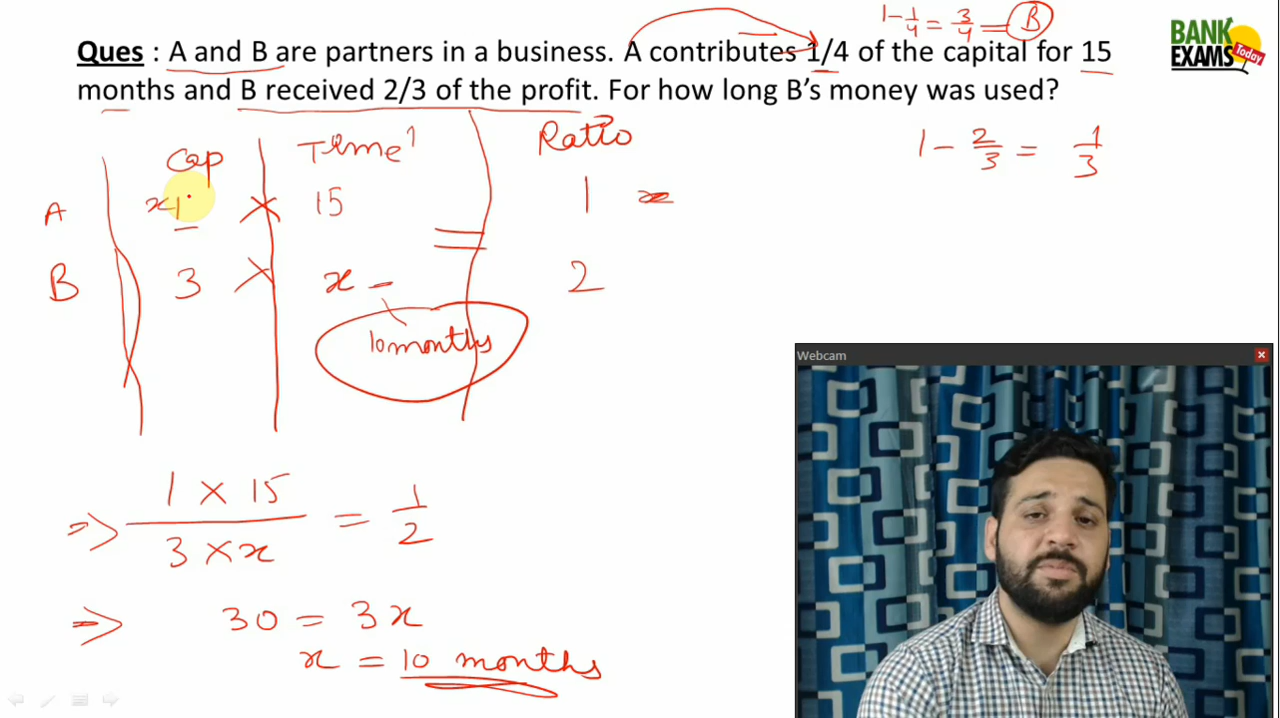 1-1/4 = 3/4 = B
BANK
EXAMS Today
Ques : A and B are partners in a business. A contributes 1/4 of the capital for 15
months and B received 2/3 of the profit. For how long B's money was used?
Cap Time Ratio
1 - 2/3 = 1/3
A 1 × 15 1
B 3 × x = 2
10 months
Webcam
⇒ 1 × 15 / 3 × x = 1/2
⇒ 30 = 3x
x = 10 months